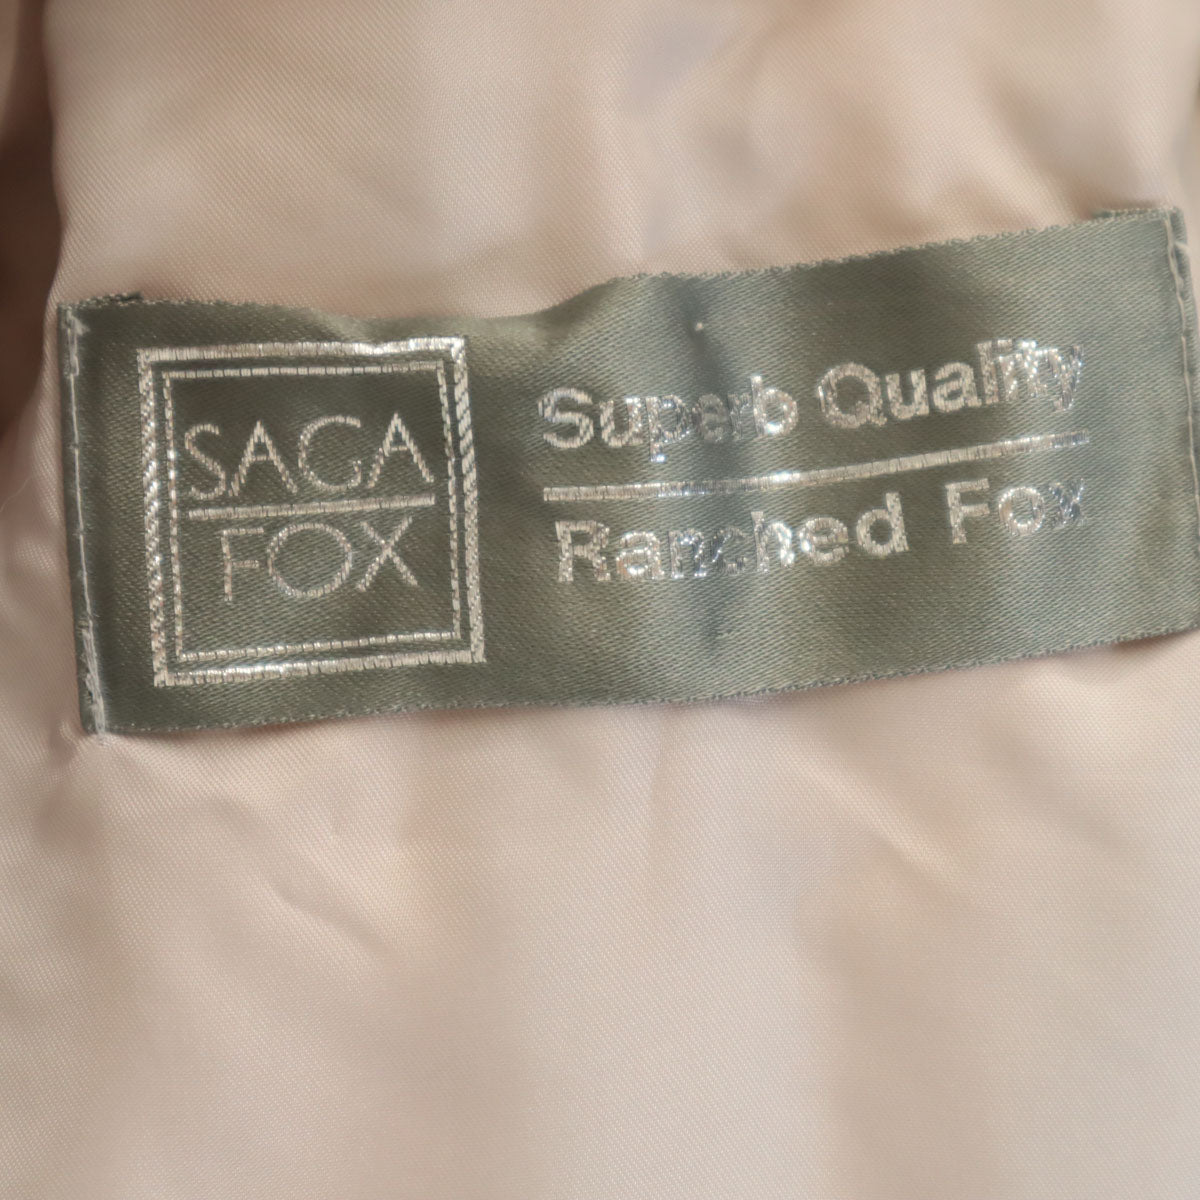 SAGA
FOX
Superb Quality
Ranched Fox